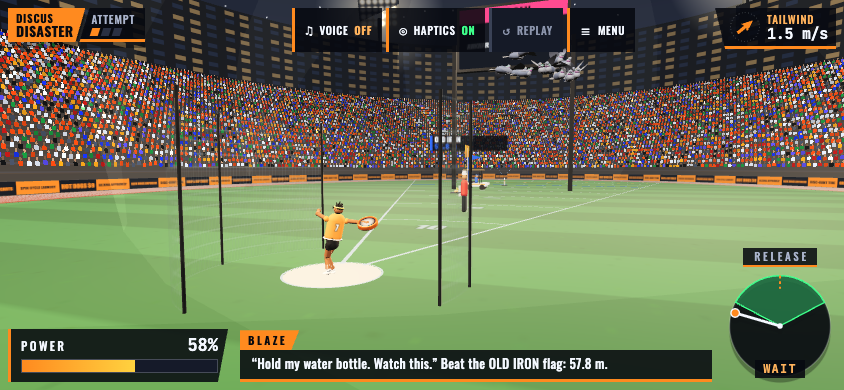 DISCUS
DISASTER
ATTEMPT
♫ VOICE OFF
◎ HAPTICS ON
↺ REPLAY
≡ MENU
TAILWIND
1.5 m/s
RELEASE
WAIT
POWER 58%
BLAZE
“Hold my water bottle. Watch this.” Beat the OLD IRON flag: 57.8 m.